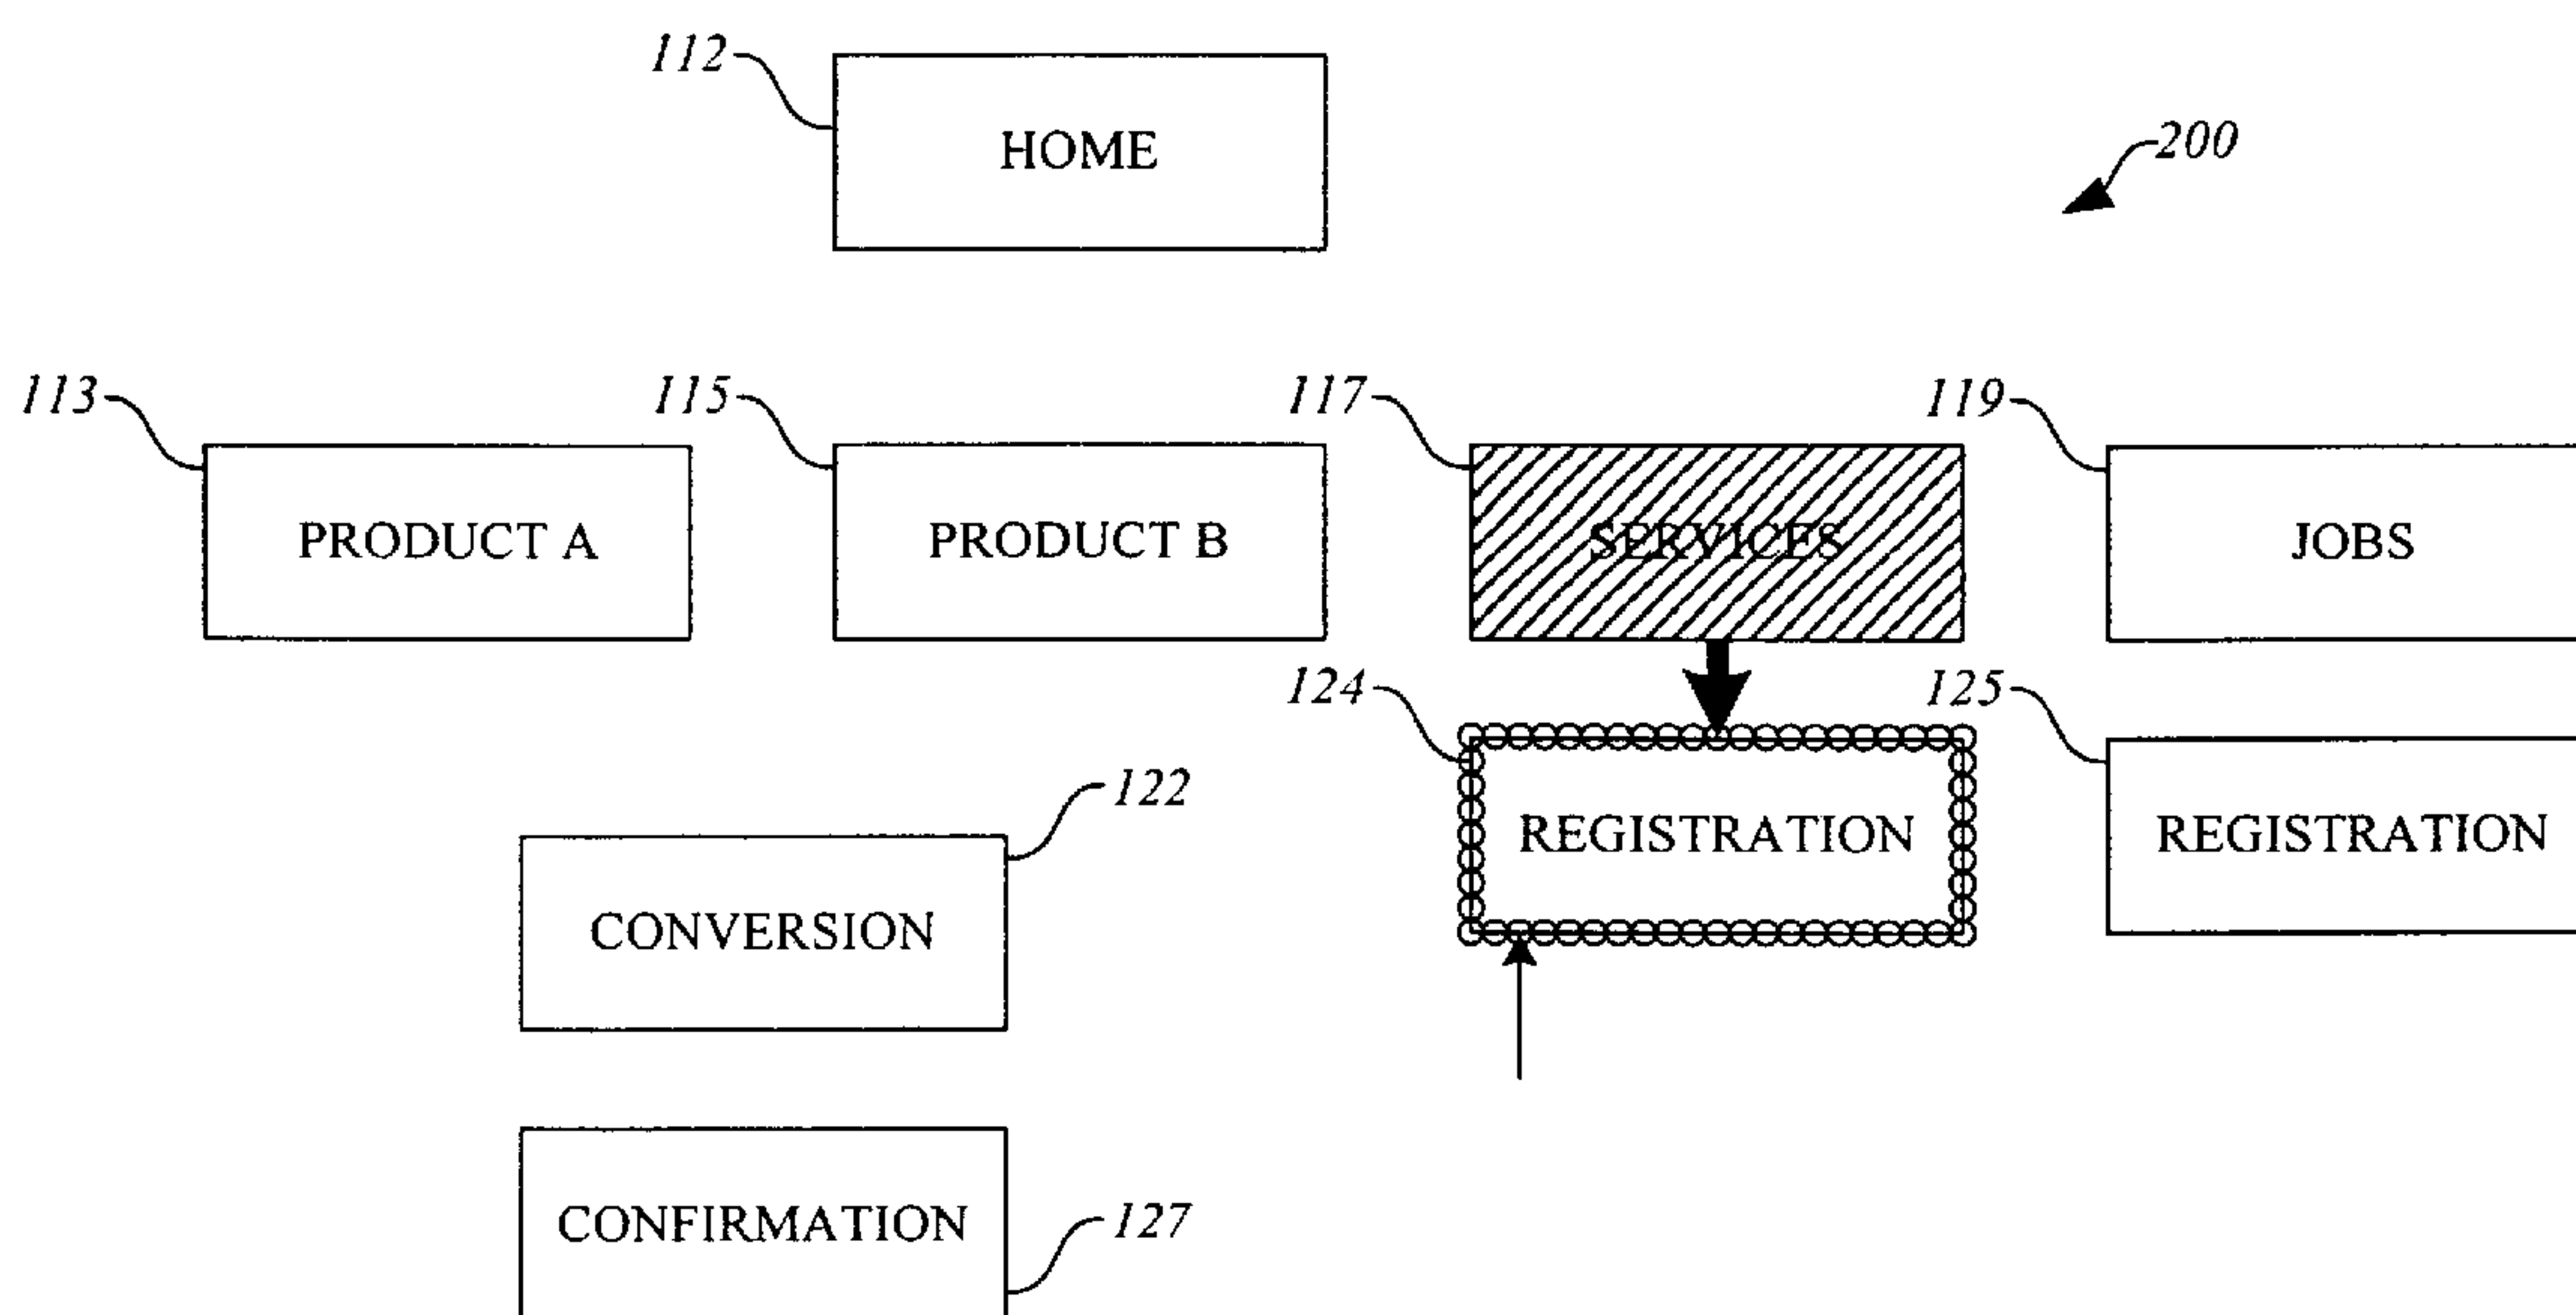 112
HOME
200
113
115
117
119
PRODUCT A
PRODUCT B
SERVICES
JOBS
124
125
122
REGISTRATION
REGISTRATION
CONVERSION
CONFIRMATION
127